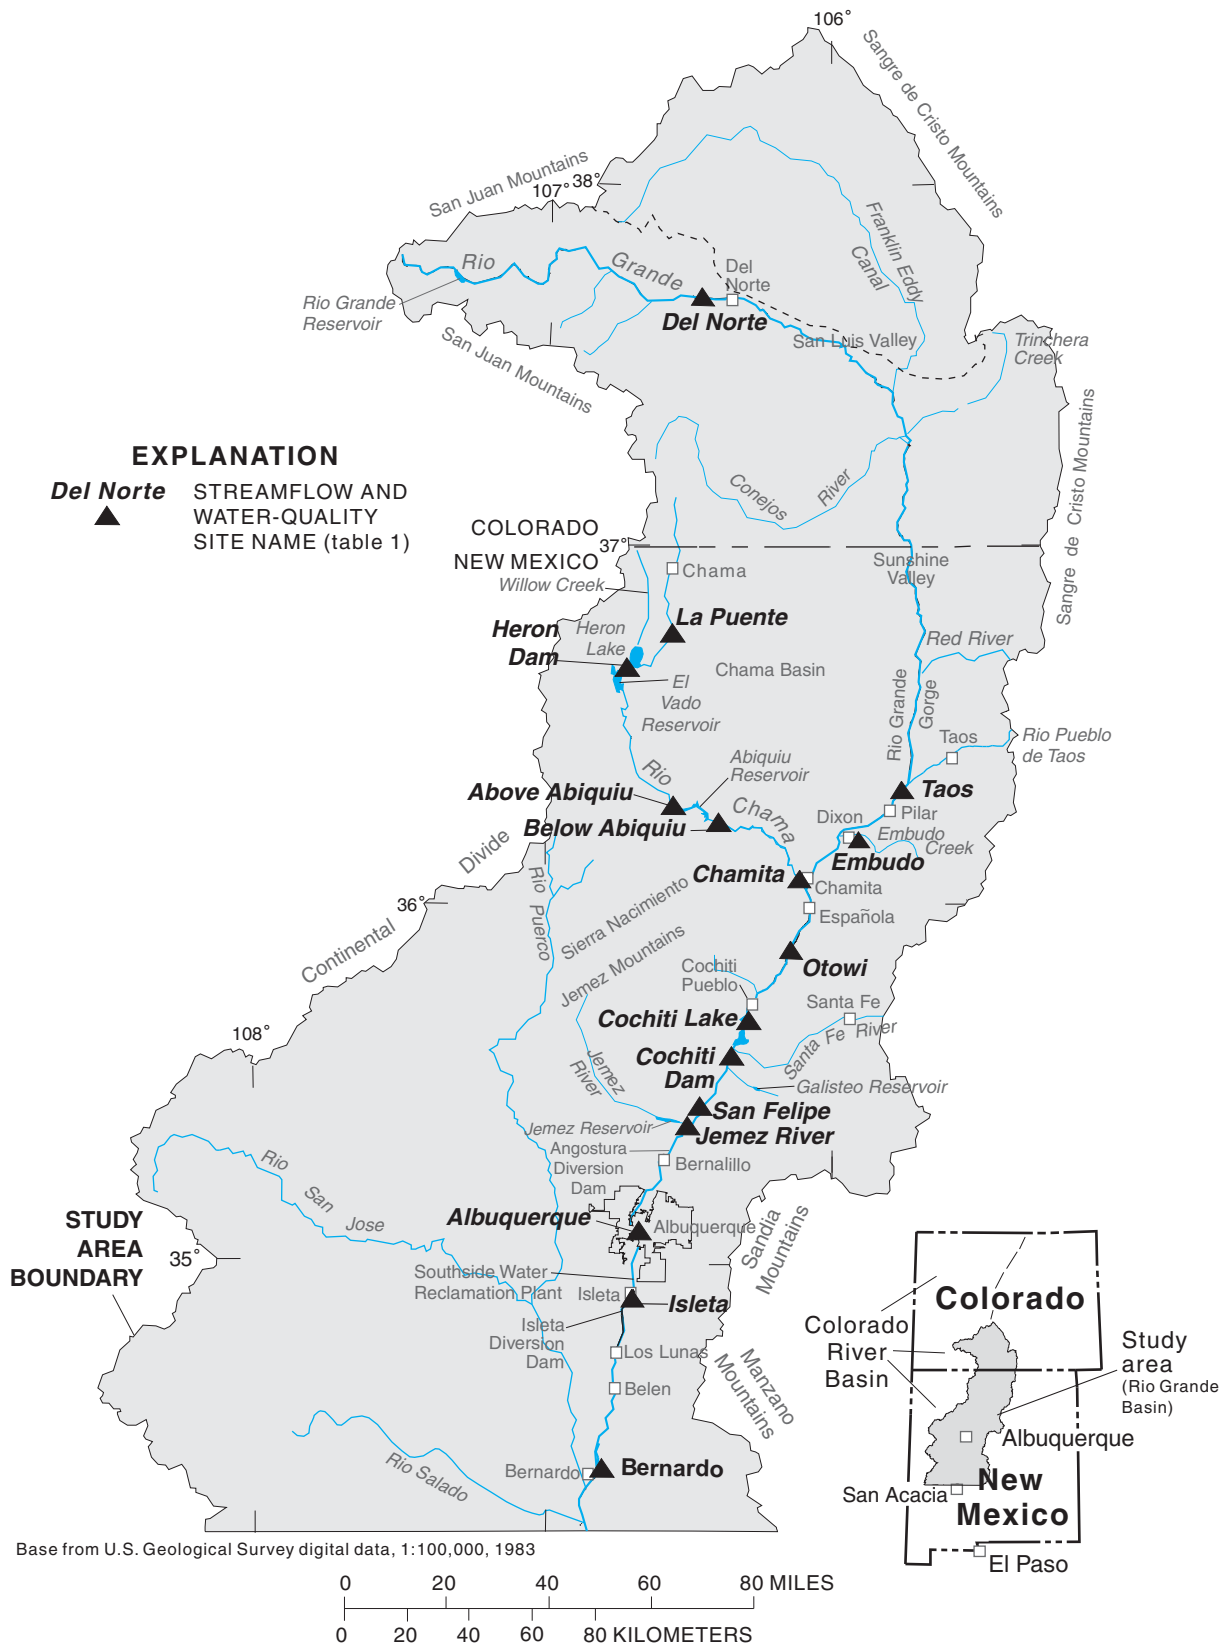 106°
Sangre de Cristo Mountains
San Juan Mountains
107°
38°
Franklin Eddy
Canal
Rio
Grande
Del
Norte
Rio Grande
Reservoir
Del Norte
San Luis Valley
Trinchera
Creek
San Juan Mountains
Sangre de Cristo Mountains
EXPLANATION
Del Norte
STREAMFLOW AND
WATER-QUALITY
SITE NAME (table 1)
Conejos
River
COLORADO
37°
NEW MEXICO
Sunshine
Valley
Willow Creek
Chama
La Puente
Heron
Dam
Heron
Lake
Red River
Chama Basin
El
Vado
Reservoir
Rio Grande
Gorge
Taos
Rio Pueblo
de Taos
Abiquiu
Reservoir
Rio
Chama
Above Abiquiu
Taos
Below Abiquiu
Dixon
Pilar
Embudo
Creek
Embudo
Divide
Rio Puerco
Chamita
Chamita
Sierra Nacimiento
36°
Española
Continental
Jemez Mountains
Otowi
Cochiti
Pueblo
Santa Fe
Cochiti Lake
Santa Fe River
108°
Cochiti
Dam
Jemez
River
Galisteo Reservoir
San Felipe
Jemez Reservoir
Jemez River
Angostura
Diversion
Dam
Bernalillo
Rio
San
Jose
Albuquerque
Albuquerque
Sandia
Mountains
STUDY
AREA
BOUNDARY
35°
Southside Water
Reclamation Plant
Isleta
Isleta
Isleta
Diversion
Dam
Los Lunas
Belen
Manzano
Mountains
Rio Salado
Bernardo
Bernardo
Colorado
Colorado
River
Basin
Study
area
(Rio Grande
Basin)
Albuquerque
San Acacia
New
Mexico
El Paso
Base from U.S. Geological Survey digital data, 1:100,000, 1983
0 20 40 60 80 MILES
0 20 40 60 80 KILOMETERS